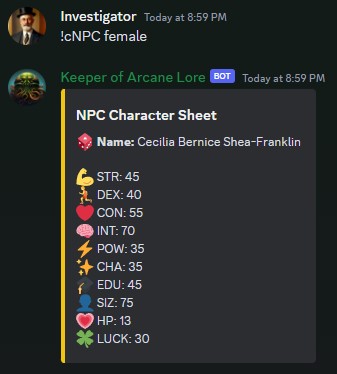 Investigator Today at 8:59 PM
!cNPC female
Keeper of Arcane Lore BOT Today at 8:59 PM
NPC Character Sheet
Name: Cecilia Bernice Shea-Franklin
STR: 45
DEX: 40
CON: 55
INT: 70
POW: 35
CHA: 35
EDU: 45
SIZ: 75
HP: 13
LUCK: 30